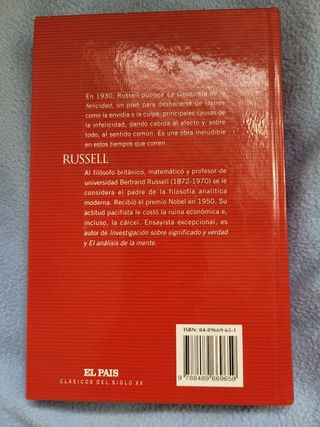 En 1930, Russell publica La Conquista de la
felicidad, un plan para deshacerse de lastres
como la envidia o la culpa, principales causas de
la infelicidad, dando cabida al afecto y, sobre
todo, al sentido común. Es una obra ineludible
en estos tiempos que corren.
RUSSELL
Al filósofo británico, matemático y profesor de
universidad Bertrand Russell (1872-1970) se le
considera el padre de la filosofía analítica
moderna. Recibió el premio Nobel en 1950. Su
actitud pacifista le costó la ruina económica e,
incluso, la cárcel. Ensayista excepcional, es
autor de Investigación sobre significado y verdad
y El análisis de la mente.
ISBN: 84-89669-65-1
9 788489 669659
EL PAIS
CLÁSICOS DEL SIGLO XX